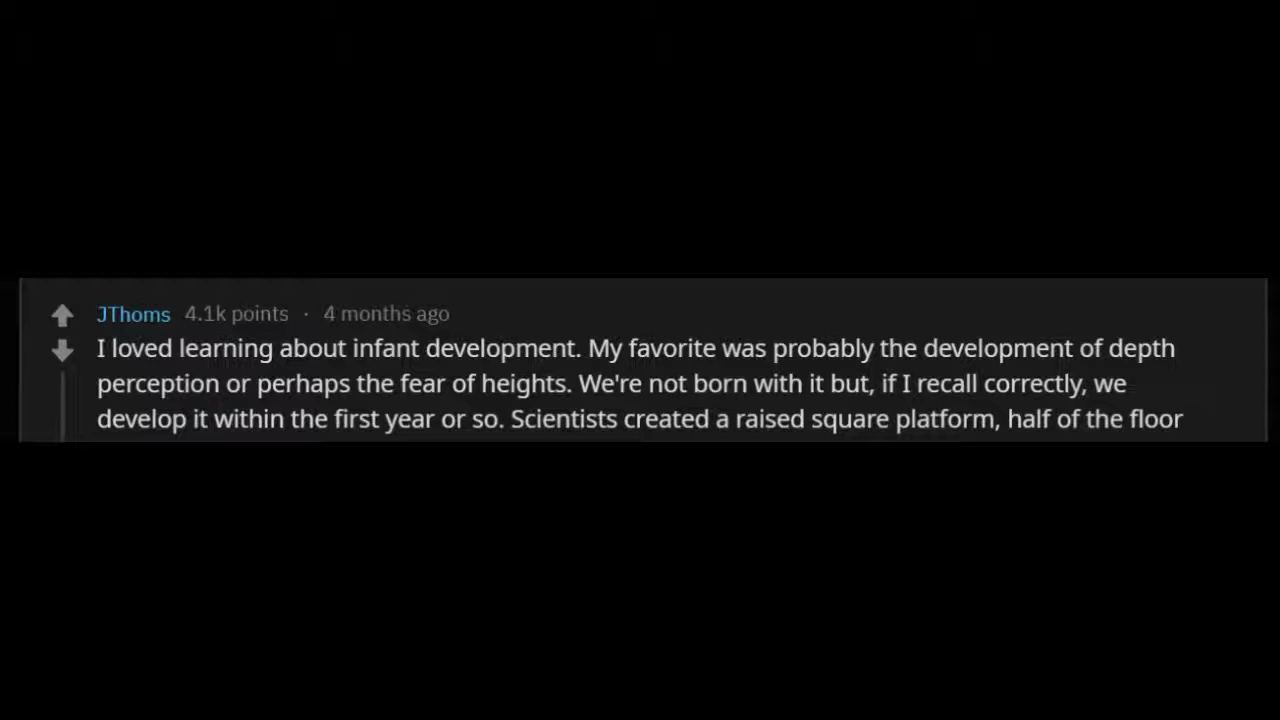 JThoms 4.1k points · 4 months ago
I loved learning about infant development. My favorite was probably the development of depth
perception or perhaps the fear of heights. We're not born with it but, if I recall correctly, we
develop it within the first year or so. Scientists created a raised square platform, half of the floor